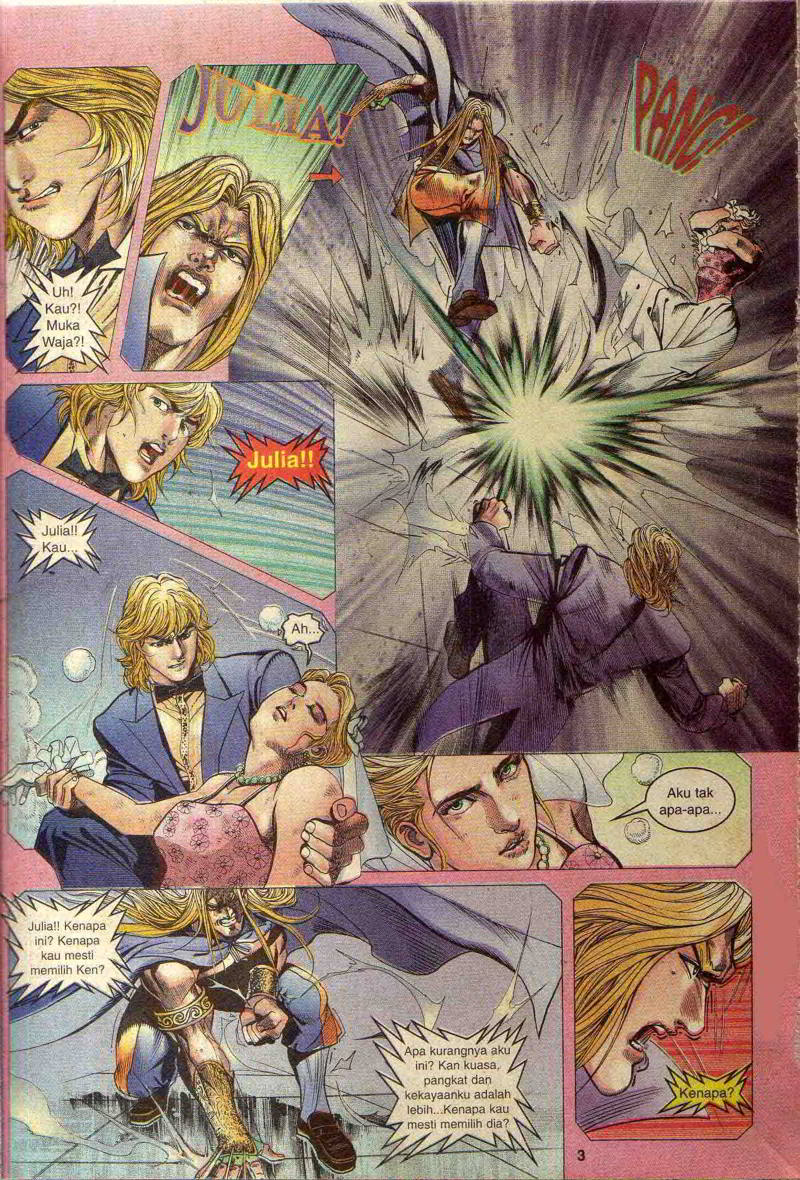 Uh!
Kau?!
Muka
Waja?!
JULIA!
PANG!
Julia!!
Julia!!
Kau...
Ah...
Aku tak
apa-apa...
Julia!! Kenapa
ini? Kenapa
kau mesti
memilih Ken?
Apa kurangnya aku
ini? Kan kuasa,
pangkat dan
kekayaanku adalah
lebih...Kenapa kau
mesti memilih dia?
Kenapa?
3